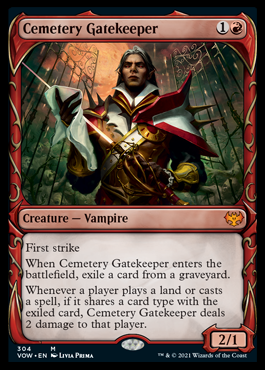 Cemetery Gatekeeper 1
Creature — Vampire
First strike
When Cemetery Gatekeeper enters the
battlefield, exile a card from a graveyard.
Whenever a player plays a land or casts
a spell, if it shares a card type with the
exiled card, Cemetery Gatekeeper deals
2 damage to that player.
2/1
304 M
VOW • EN LIVIA PRIMA
™ & © 2021 Wizards of the Coast